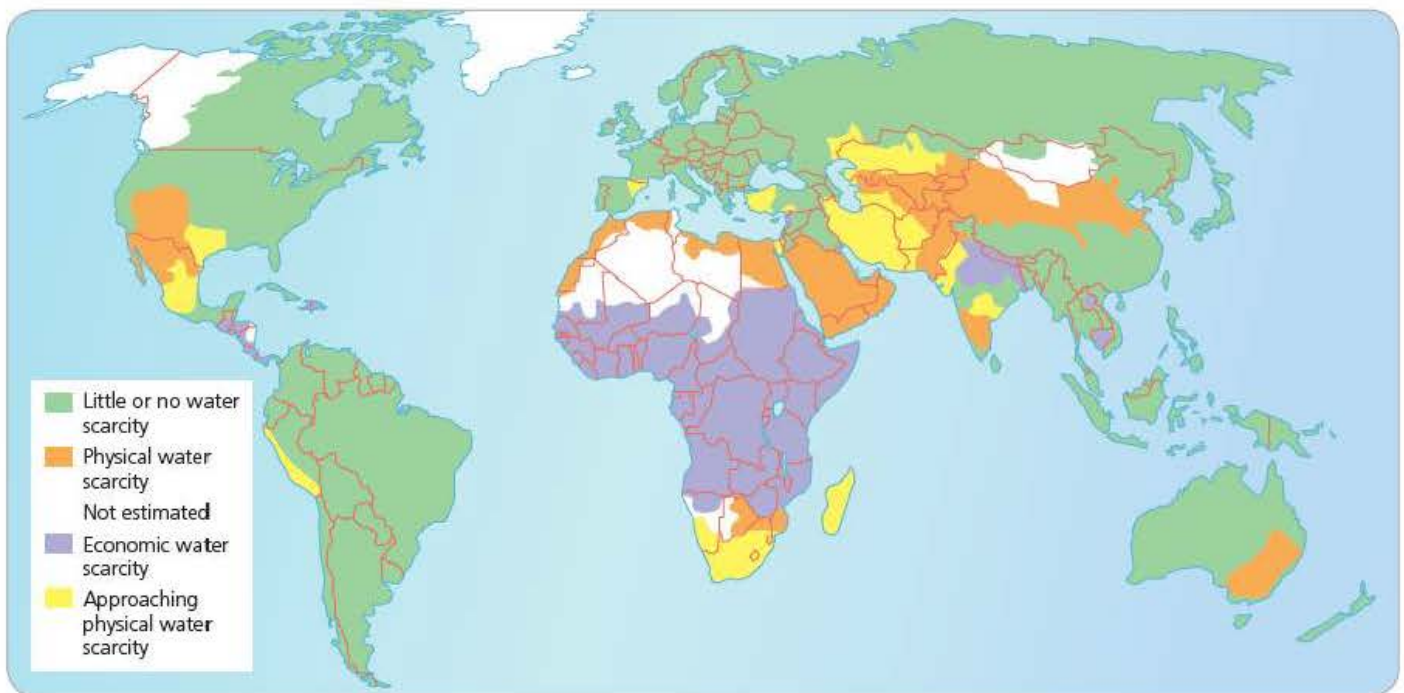 Little or no water
scarcity
Physical water
scarcity
Not estimated
Economic water
scarcity
Approaching
physical water
scarcity